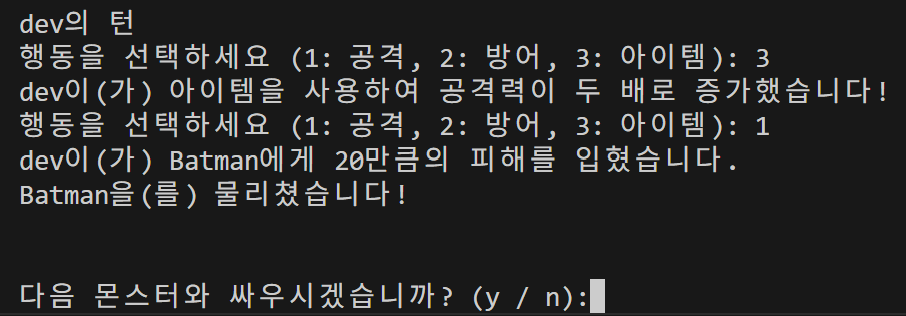 dev의 턴
행동을 선택하세요 (1: 공격, 2: 방어, 3: 아이템): 3
dev이(가) 아이템을 사용하여 공격력이 두 배로 증가했습니다!
행동을 선택하세요 (1: 공격, 2: 방어, 3: 아이템): 1
dev이(가) Batman에게 20만큼의 피해를 입혔습니다.
Batman을(를) 물리쳤습니다!
다음 몬스터와 싸우시겠습니까? (y / n):